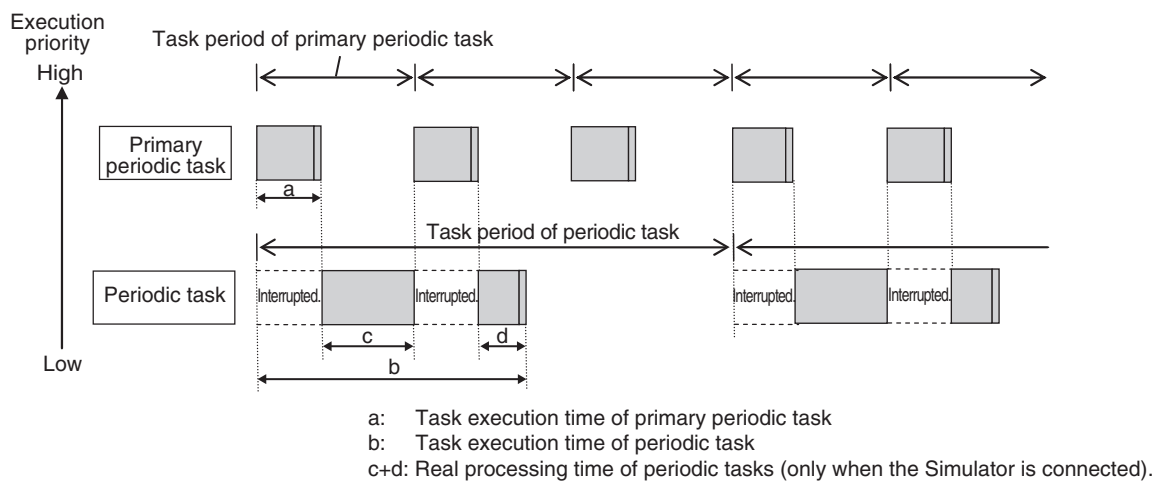 Execution
priority
High
Task period of primary periodic task
Primary
periodic task
a
Task period of periodic task
Periodic task
Interrupted.
Interrupted.
Interrupted.
Interrupted.
c
d
b
Low
a: Task execution time of primary periodic task
b: Task execution time of periodic task
c+d: Real processing time of periodic tasks (only when the Simulator is connected).